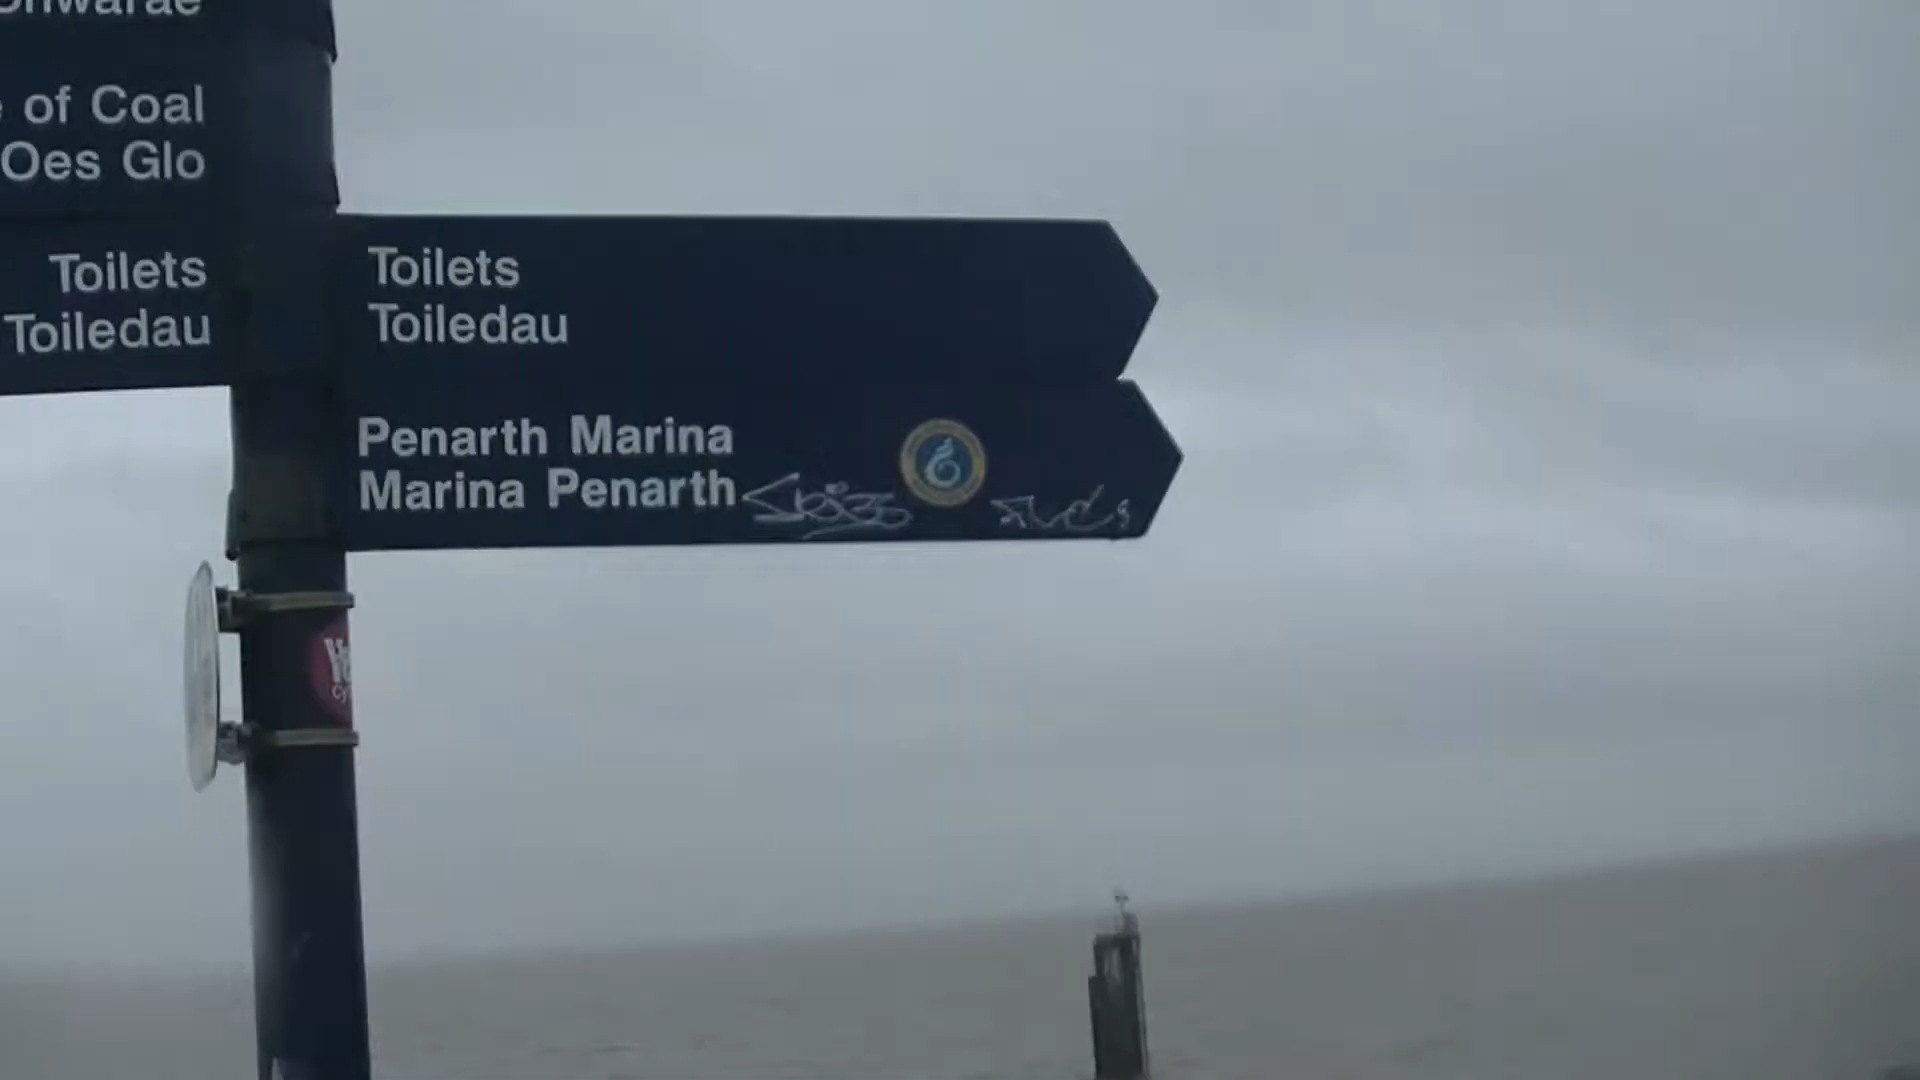 of Coal
Oes Glo
Toilets
Toiledau
Toilets
Toiledau
Penarth Marina
Marina Penarth